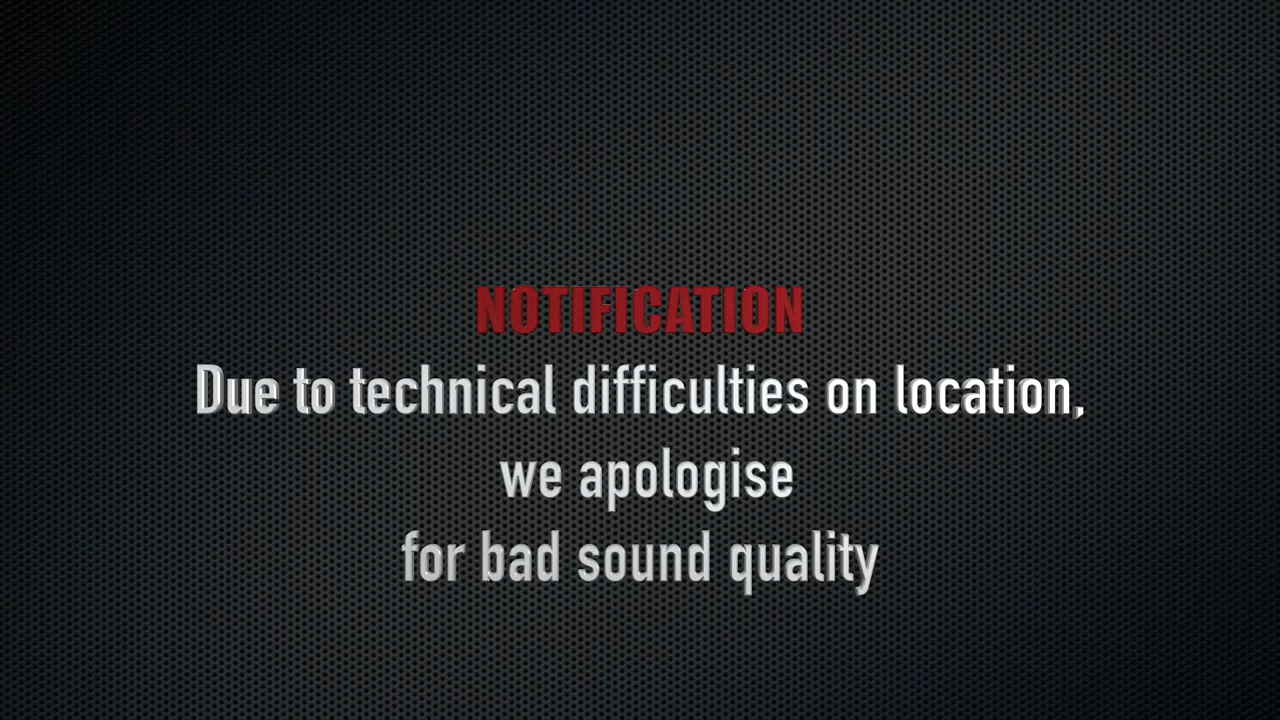 NOTIFICATION
Due to technical difficulties on location,
we apologise
for bad sound quality